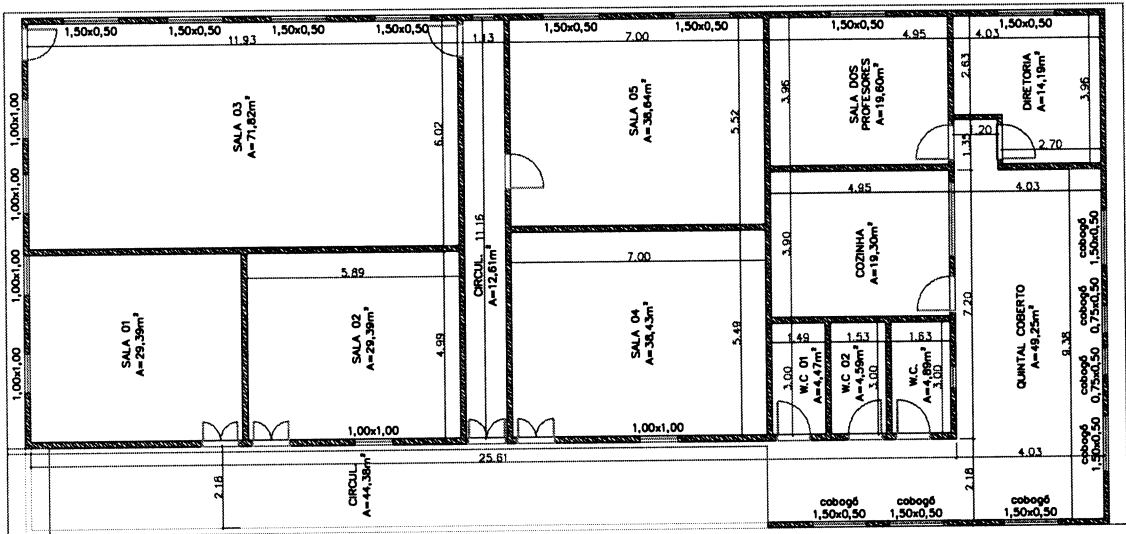 1,50x0,50
1,50x0,50
1,50x0,50
1,50x0,50
1,50x0,50
1,50x0,50
1,50x0,50
1,50x0,50
11.93
1.13
7.00
4.95
4.03
1,00x1,00
1,00x1,00
1,00x1,00
1,00x1,00
SALA 03
A=71,82m²
6.02
SALA 05
A=38,64m²
5.52
3.96
SALA DOS
PROFESORES
A=19,60m²
2.63
DIRETORIA
A=14,19m²
3.96
1.20
1.35
2.70
4.95
4.03
CIRCUL.
A=12,61m²
11.16
5.89
7.00
SALA 01
A=29,39m²
SALA 02
A=29,39m²
4.99
SALA 04
A=38,43m²
5.49
3.90
COZINHA
A=19,30m²
7.20
QUINTAL COBERTO
A=49,25m²
9.38
cobogó
1,50x0,50
cobogó
0,75x0,50
cobogó
0,75x0,50
cobogó
1,50x0,50
1.49
1.53
1.63
3.00
W.C 01
A=4,47m²
W.C 02
A=4,59m²
3.00
W.C.
A=4,89m²
3.00
1,00x1,00
1,00x1,00
25.61
4.03
2.18
CIRCUL.
A=44,38m²
2.18
cobogó
1,50x0,50
cobogó
1,50x0,50
cobogó
1,50x0,50